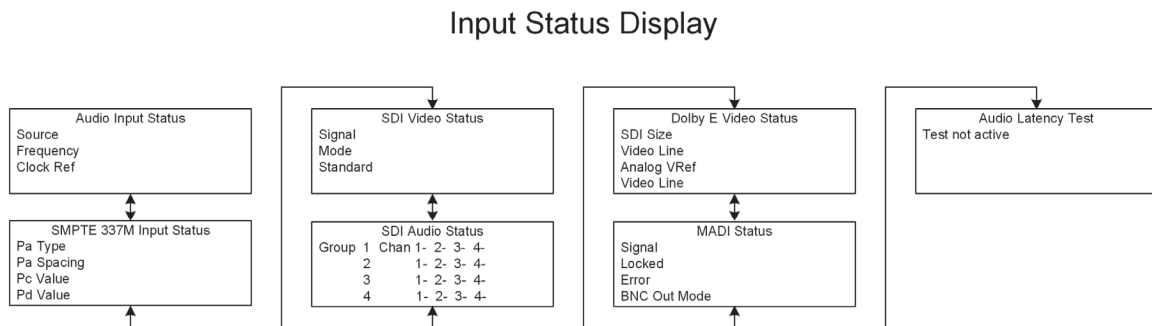 Input Status Display
Audio Input Status
Source
Frequency
Clock Ref
SMPTE 337M Input Status
Pa Type
Pa Spacing
Pc Value
Pd Value
SDI Video Status
Signal
Mode
Standard
SDI Audio Status
Group 1 Chan 1- 2- 3- 4-
2 1- 2- 3- 4-
3 1- 2- 3- 4-
4 1- 2- 3- 4-
Dolby E Video Status
SDI Size
Video Line
Analog VRef
Video Line
MADI Status
Signal
Locked
Error
BNC Out Mode
Audio Latency Test
Test not active